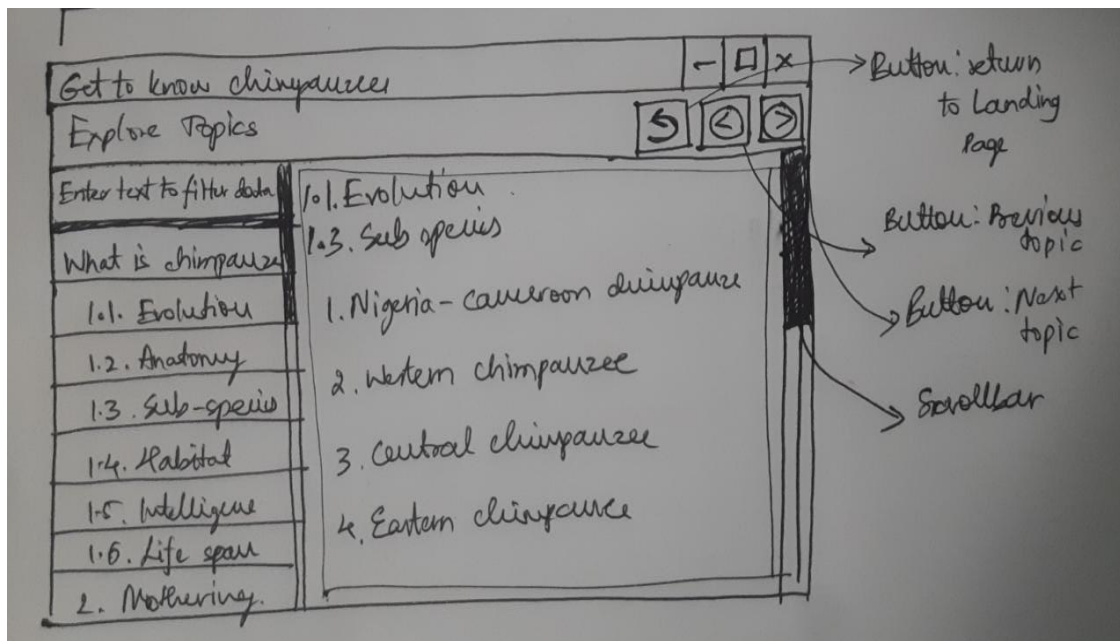 Get to know chimpanzees
Explore Topics
Enter text to filter data
What is chimpanzee
1.1. Evolution
1.2. Anatomy
1.3. Sub-species
1.4. Habitat
1.5. Intelligence
1.6. Life span
2. Mothering.
1.1. Evolution
1.3. Sub species
1. Nigeria-cameroon chimpanzee
2. Western chimpanzee
3. Central chimpanzee
4. Eastern chimpanzee
Button: return
to Landing
Page
Button: Previous
topic
Button: Next
topic
Scrollbar